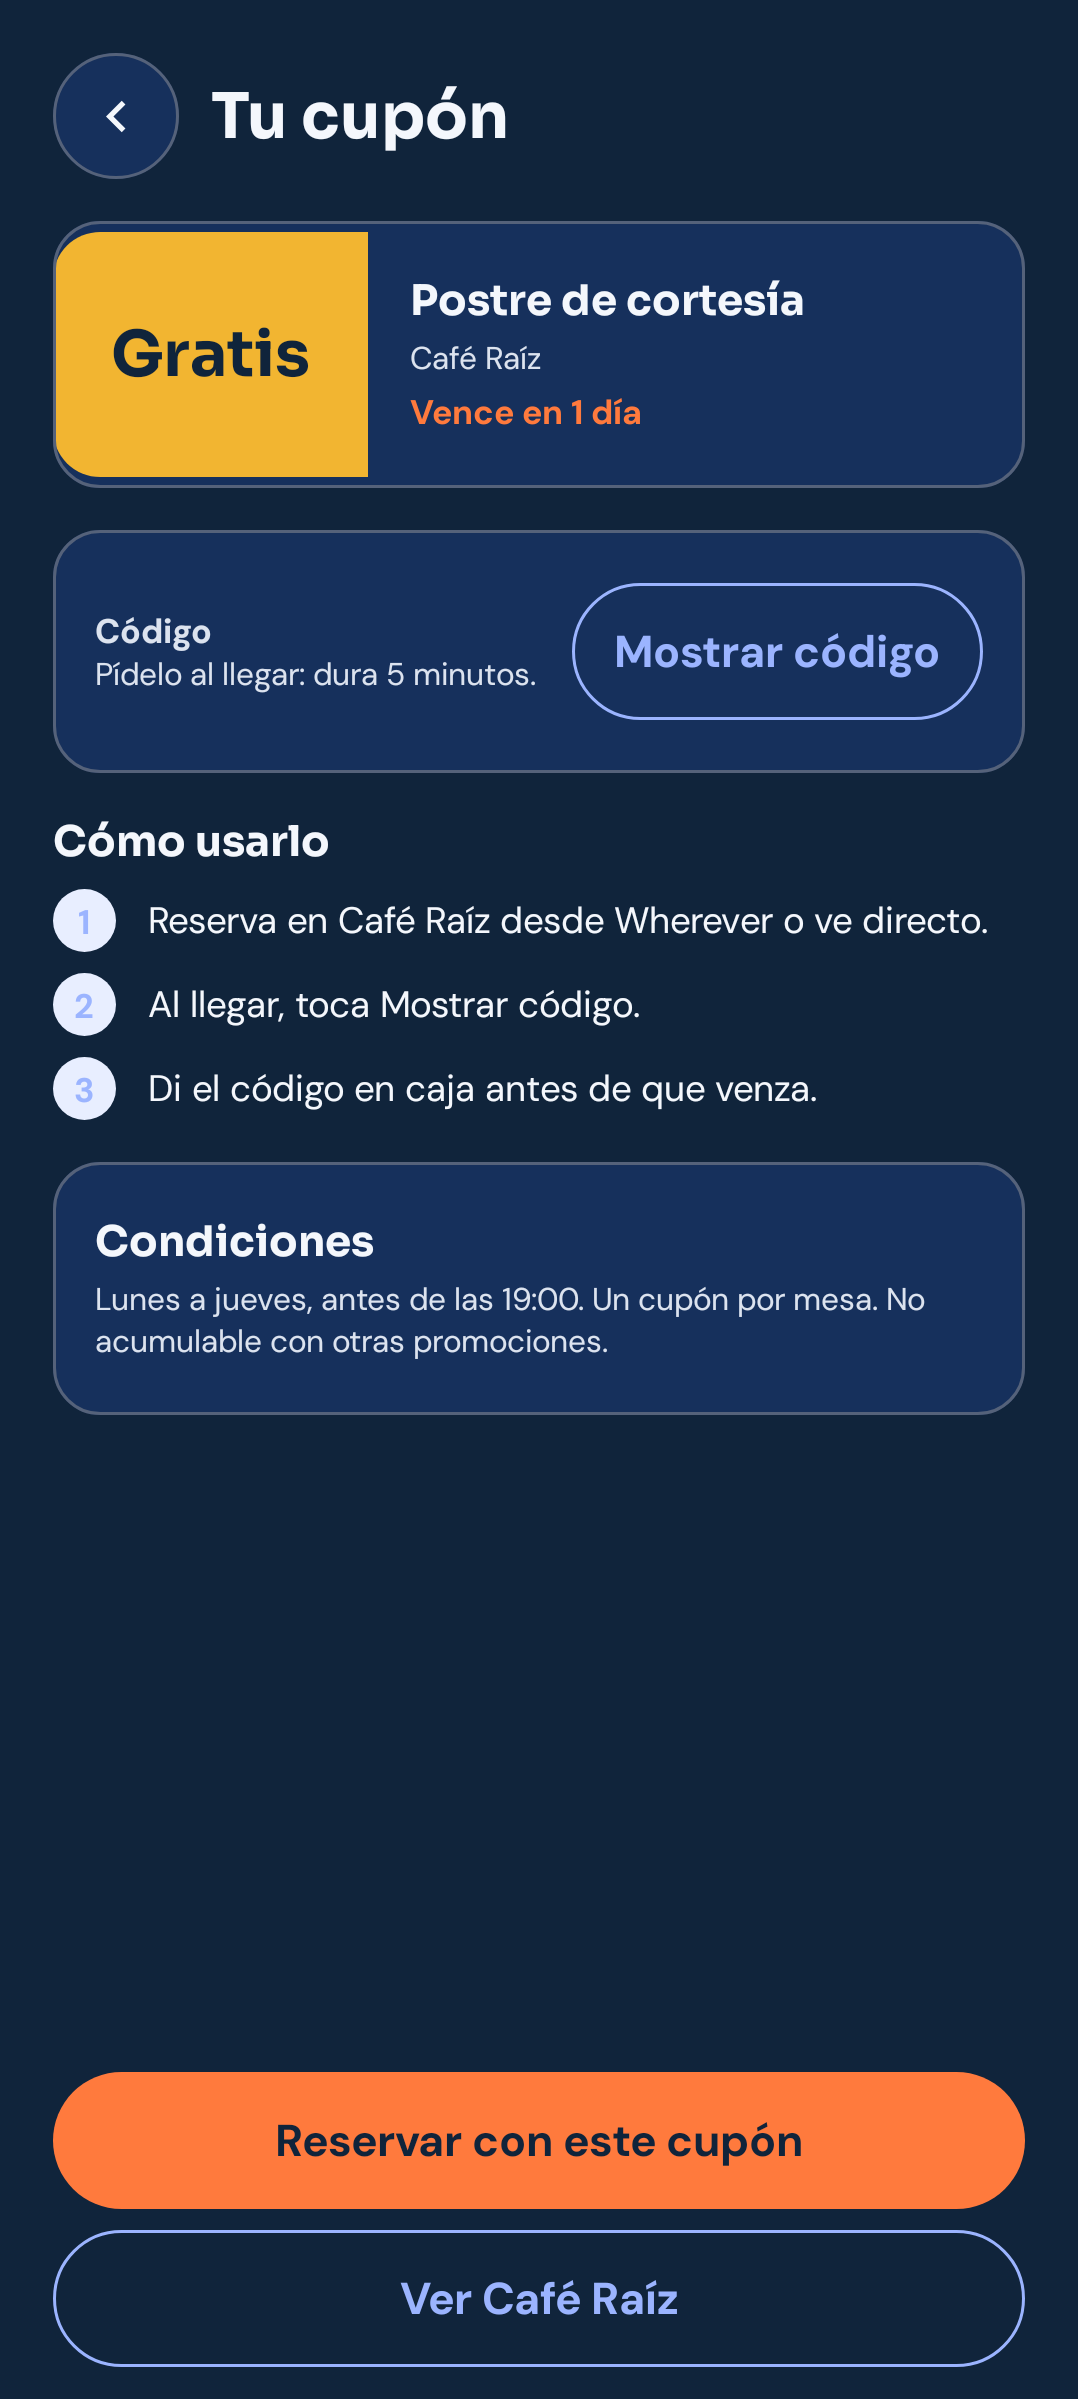 Tu cupón
Gratis
Postre de cortesía
Café Raíz
Vence en 1 día
Código
Pídelo al llegar: dura 5 minutos.
Mostrar código
Cómo usarlo
1 Reserva en Café Raíz desde Wherever o ve directo.
2 Al llegar, toca Mostrar código.
3 Di el código en caja antes de que venza.
Condiciones
Lunes a jueves, antes de las 19:00. Un cupón por mesa. No
acumulable con otras promociones.
Reservar con este cupón
Ver Café Raíz